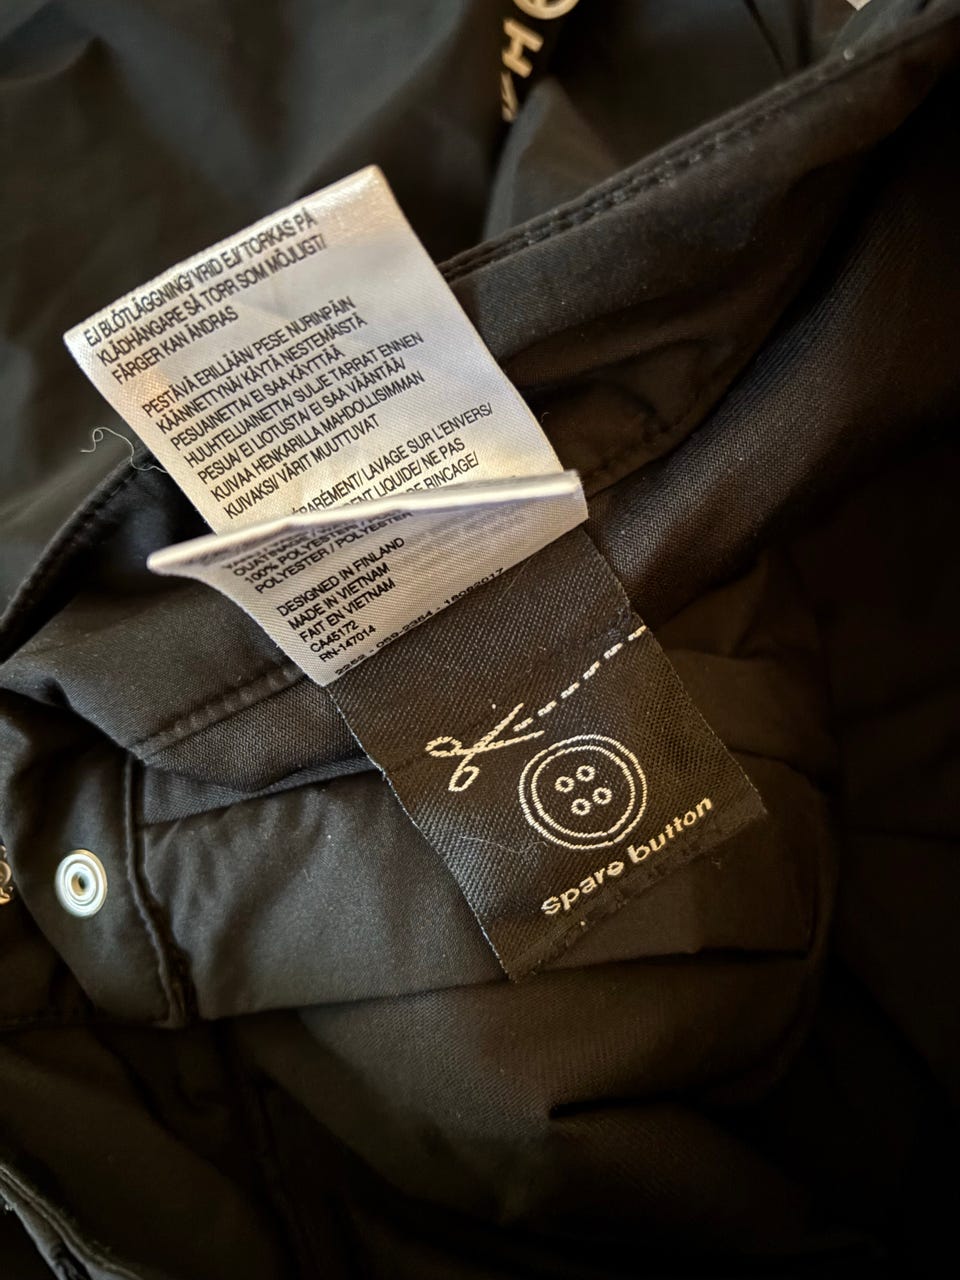 EJ BLÖTLÄGGNING/ VRID EJ/ TORKAS PÅ
KLÄDHÄNGARE SÅ TORR SOM MÖJLIGT/
FÄRGER KAN ÄNDRAS
PESTÄVÄ ERILLÄÄN/ PESE NURINPÄIN
KÄÄNNETTYNÄ/ KÄYTÄ NESTEMÄISTÄ
PESUAINETTA/ EI SAA KÄYTTÄÄ
HUUHTELUAINETTA/ SULJE TARRAT ENNEN
PESUA/ EI LIOTUSTA/ EI SAA VÄÄNTÄÄ/
KUIVAA HENKARILLA MAHDOLLISIMMAN
KUIVAKSI/ VÄRIT MUUTTUVAT
LAVAGE SUR L'ENVERS/
LIQUIDE/ NE PAS
RINCAGE/
100% POLYESTER
POLYESTER / POLYESTER
DESIGNED IN FINLAND
MADE IN VIETNAM
FAIT EN VIETNAM
CA45172
RN-147014
spare button